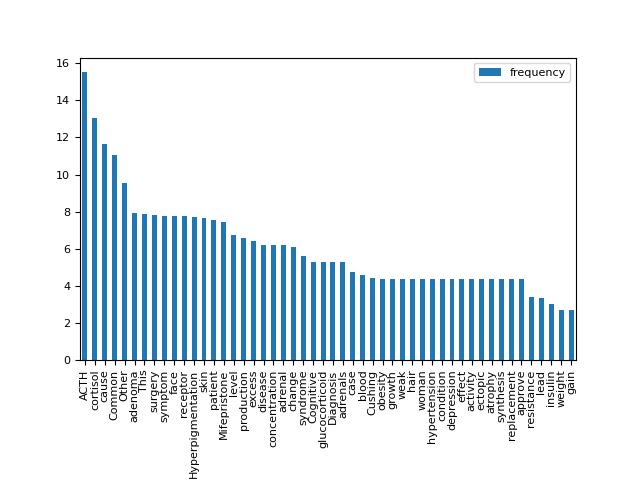 frequency
16
14
12
10
8
6
4
2
0
ACTH
cortisol
cause
Common
Other
adenoma
This
surgery
symptom
face
receptor
Hyperpigmentation
skin
patient
Mifepristone
level
production
excess
disease
concentration
adrenal
change
syndrome
Cognitive
glucocorticoid
Diagnosis
adrenals
case
blood
Cushing
obesity
growth
weak
hair
woman
hypertension
condition
depression
effect
activity
ectopic
atrophy
synthesis
replacement
approve
resistance
lead
insulin
weight
gain